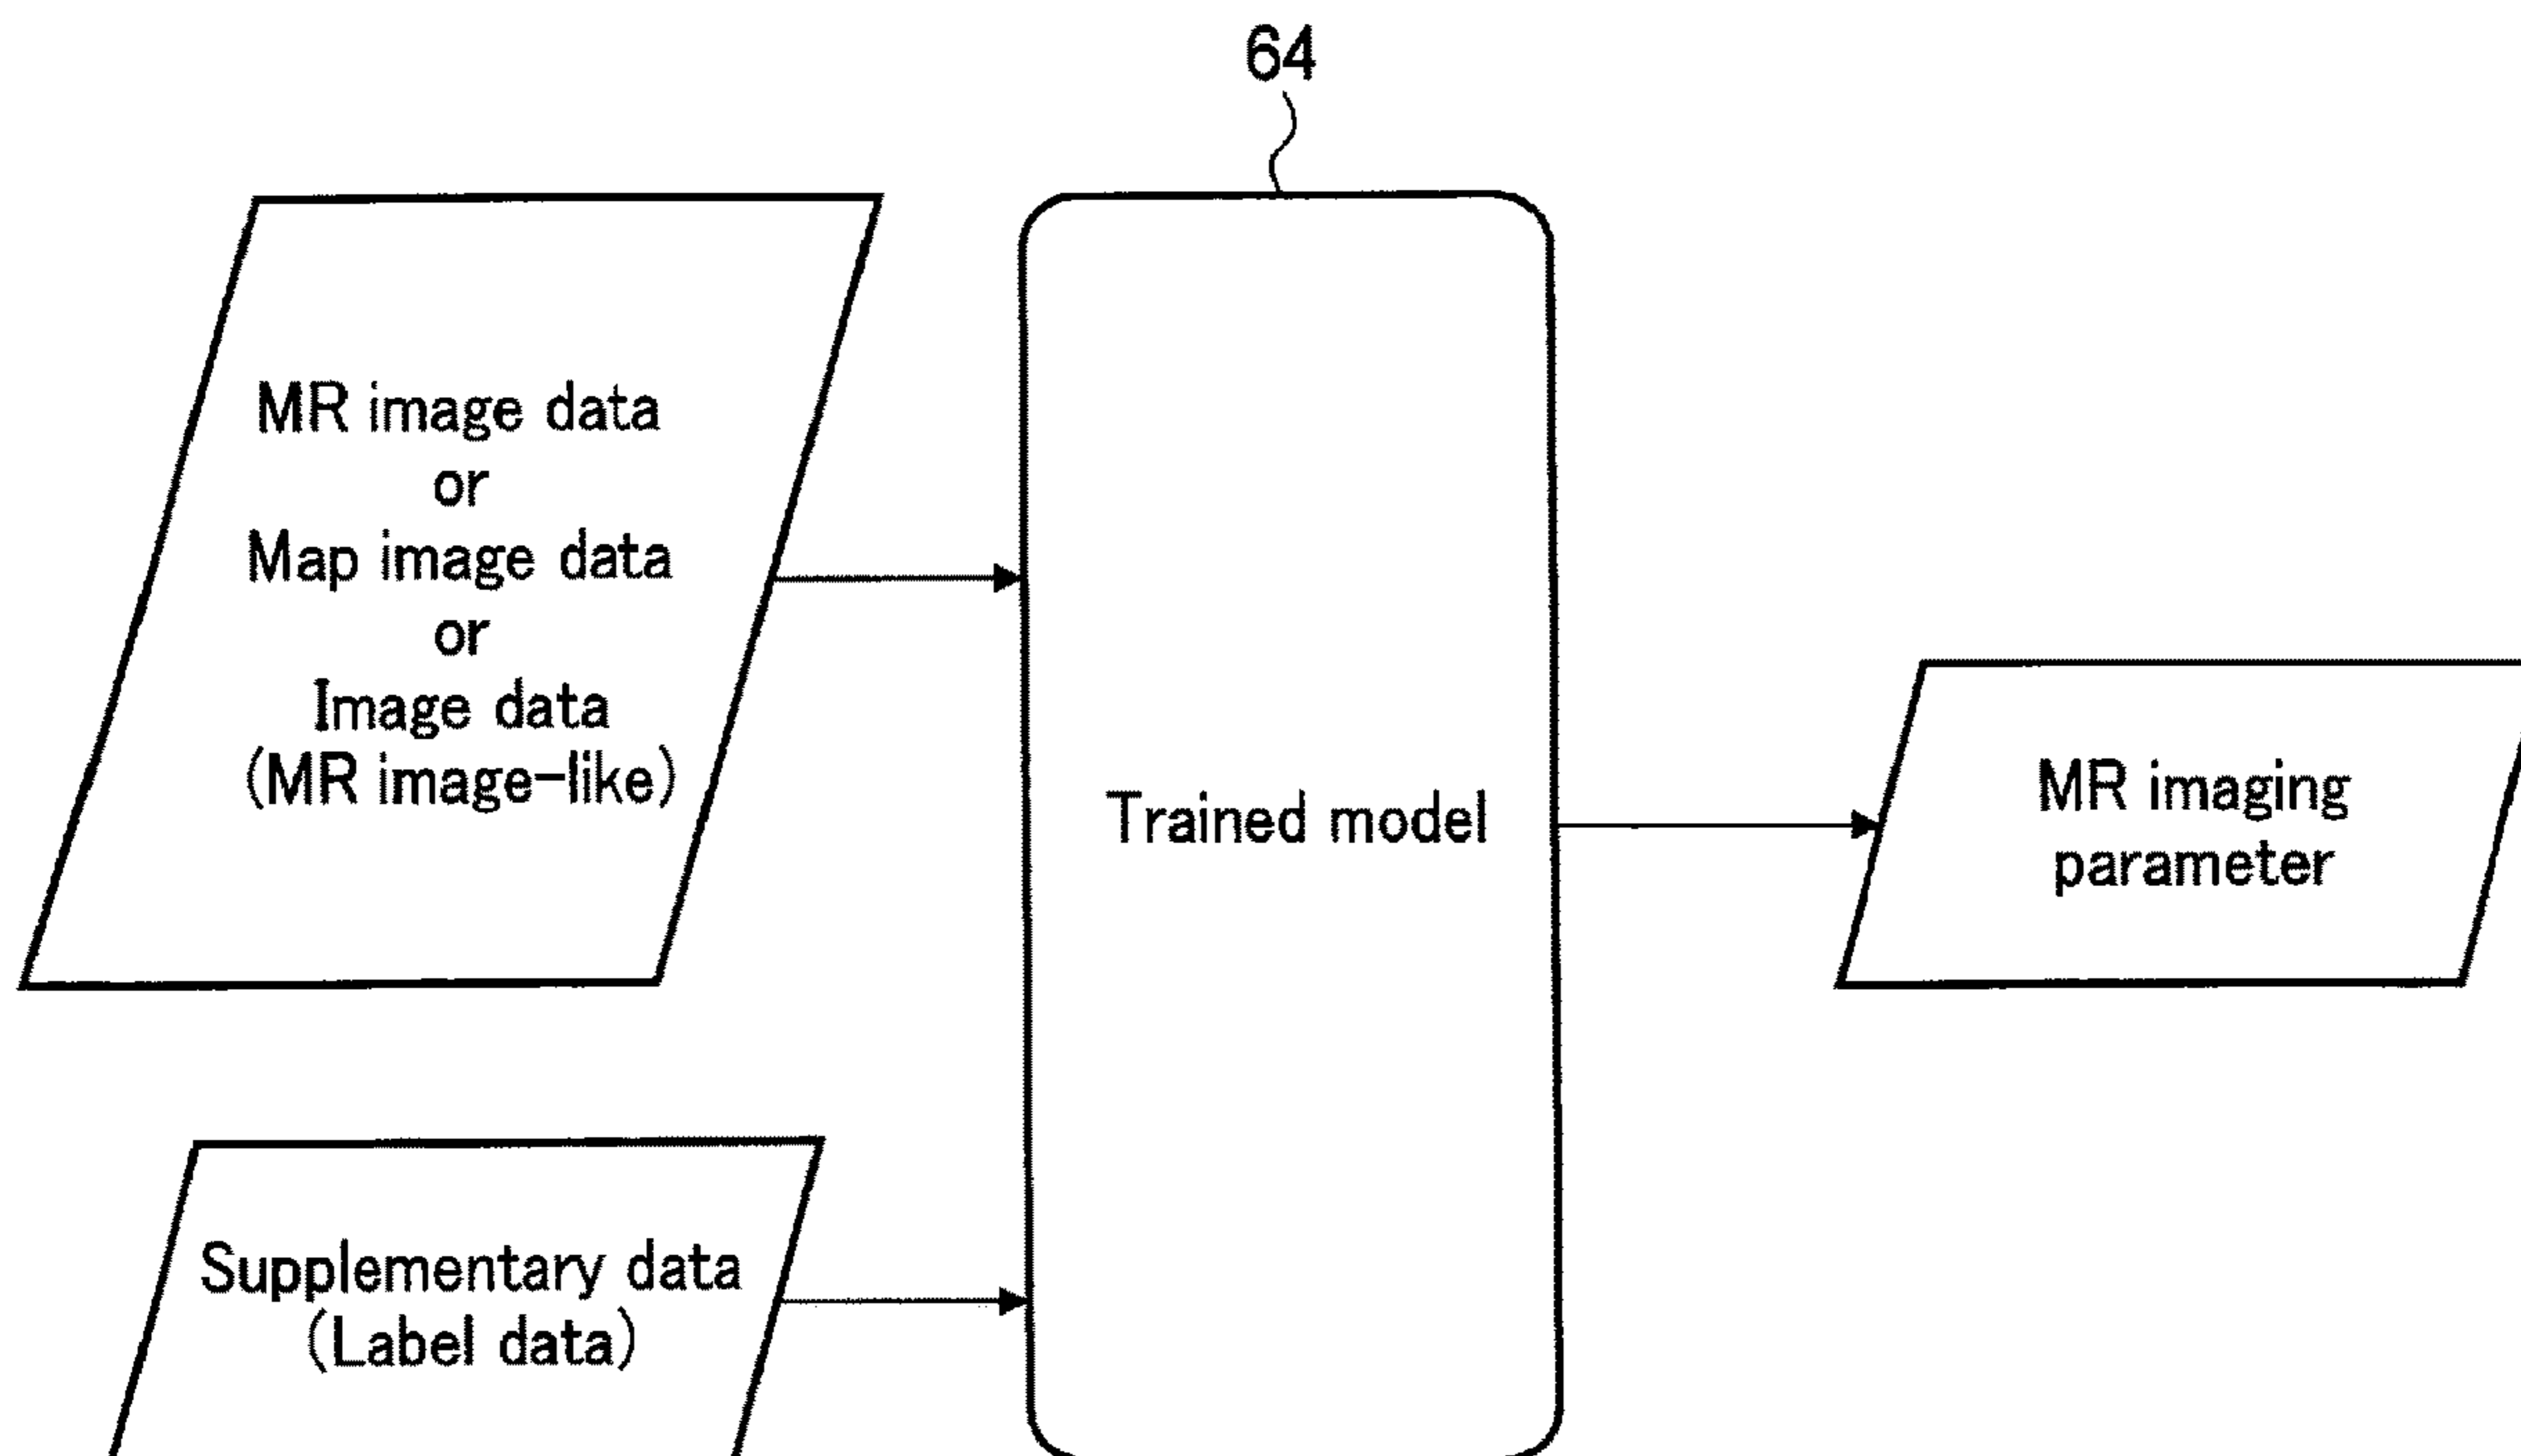 64
MR image data
or
Map image data
or
Image data
(MR image-like)
Trained model
MR imaging
parameter
Supplementary data
(Label data)